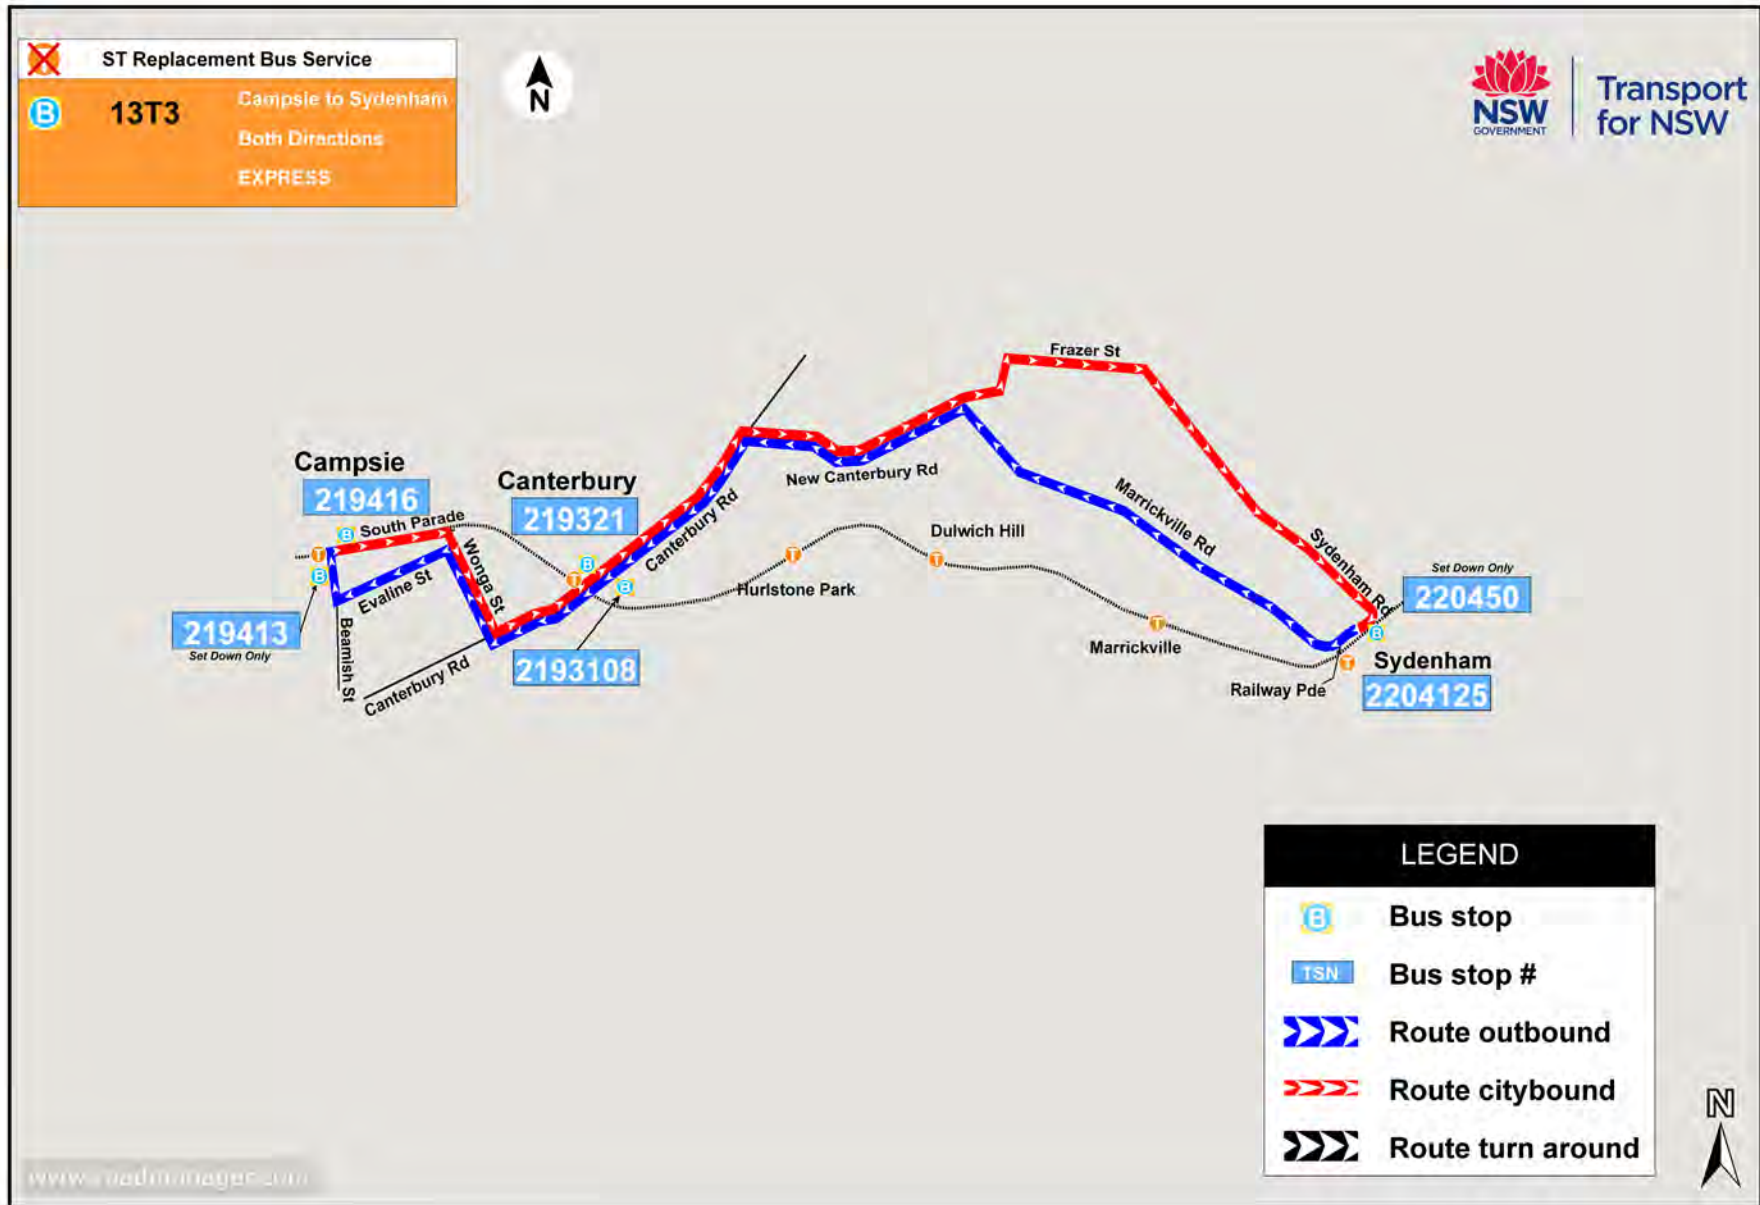 ST Replacement Bus Service
B
13T3
Campsie to Sydenham
Both Directions
EXPRESS
N
NSW
GOVERNMENT
Transport
for NSW
Frazer St
Campsie
219416
South Parade
Canterbury
219321
Canterbury Rd
New Canterbury Rd
Marrickville Rd
Dulwich Hill
Sydenham Rd
Set Down Only
220450
T
B
B
T
B
B
T
T
T
T
B
Wonga St
Evaline St
Hurlstone Park
219413
Set Down Only
Beamish St
Canterbury Rd
2193108
Marrickville
Railway Pde
Sydenham
2204125
LEGEND
B
Bus stop
TSN
Bus stop #
Route outbound
Route citybound
Route turn around
N